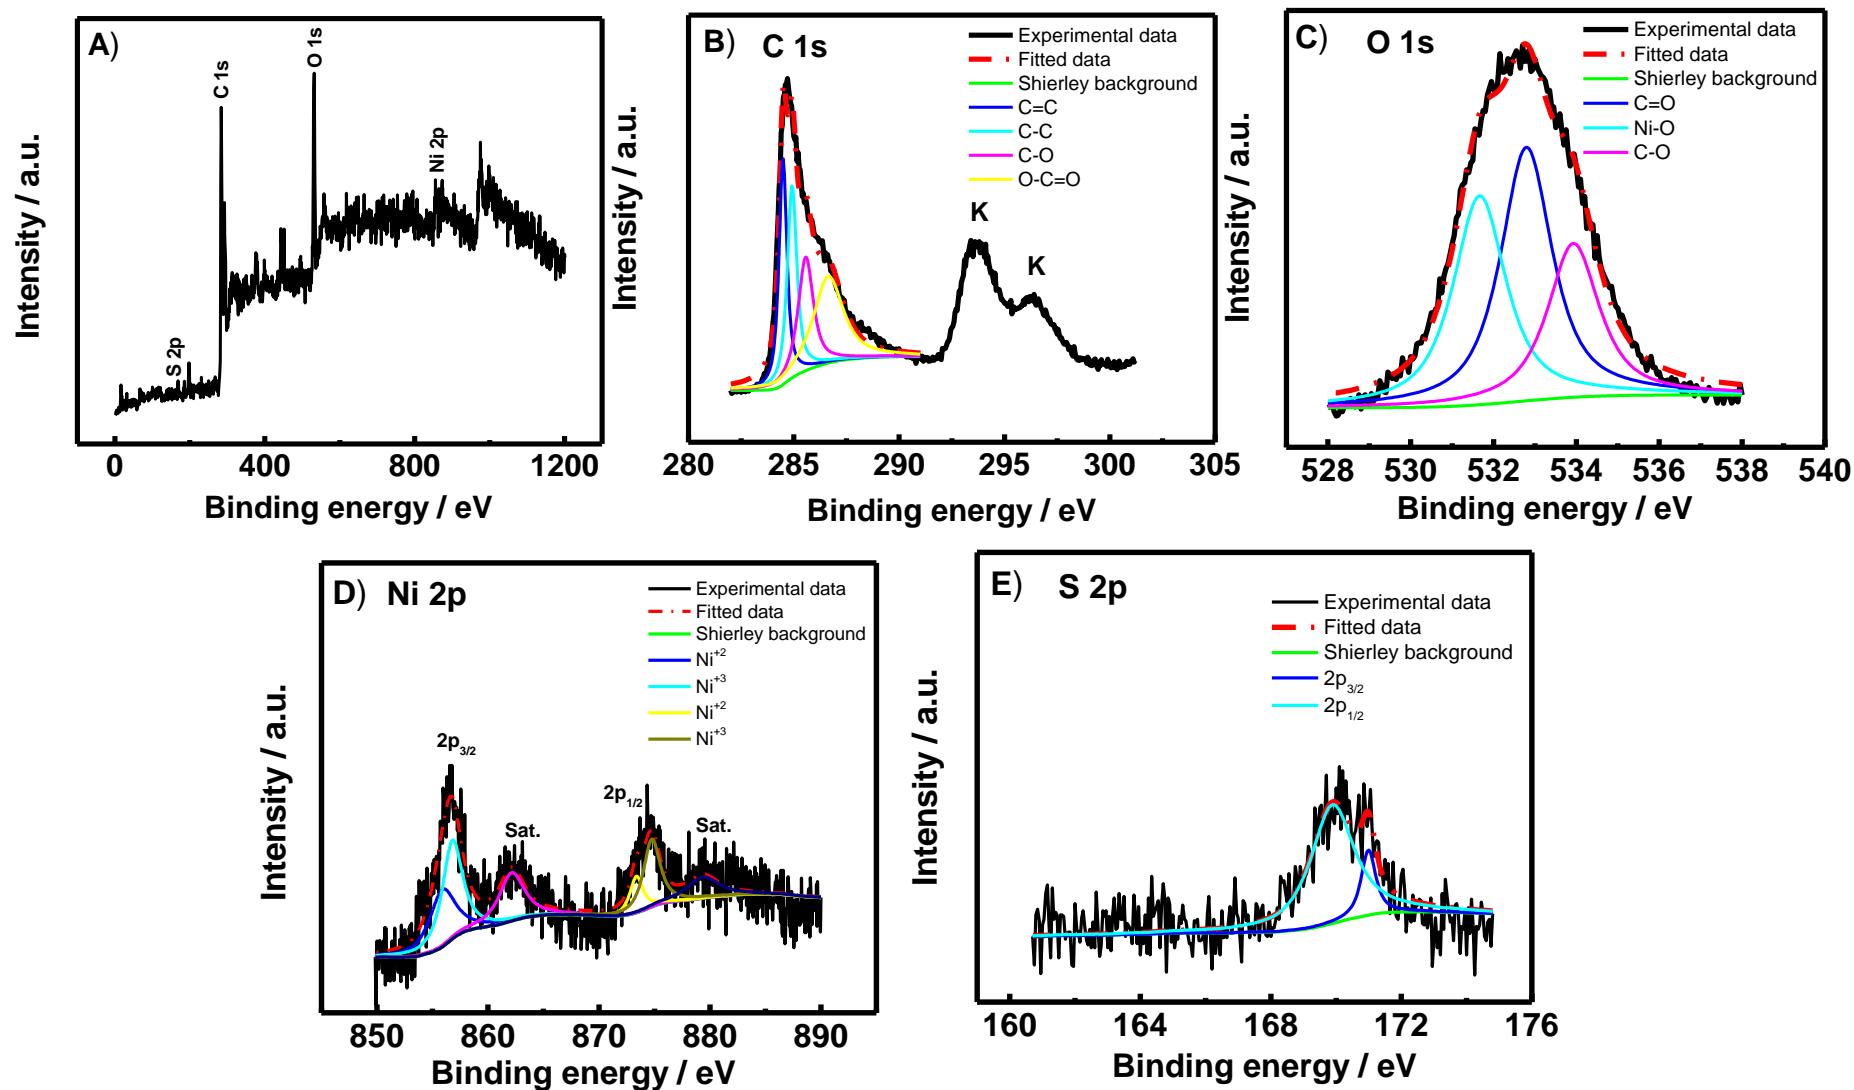 A)
C 1s
O 1s
S 2p
Ni 2p
Intensity / a.u.
0 400 800 1200
Binding energy / eV
B) C 1s
Experimental data
Fitted data
Shierley background
C=C
C-C
C-O
O-C=O
K
K
Intensity / a.u.
280 285 290 295 300 305
Binding energy / eV
C) O 1s
Experimental data
Fitted data
Shierley background
C=O
Ni-O
C-O
Intensity / a.u.
528 530 532 534 536 538 540
Binding energy / eV
D) Ni 2p
Experimental data
Fitted data
Shierley background
Ni+2
Ni+3
Ni+2
Ni+3
2p3/2
Sat.
2p1/2
Sat.
Intensity / a.u.
850 860 870 880 890
Binding energy / eV
E) S 2p
Experimental data
Fitted data
Shierley background
2p3/2
2p1/2
Intensity / a.u.
160 164 168 172 176
Binding energy / eV